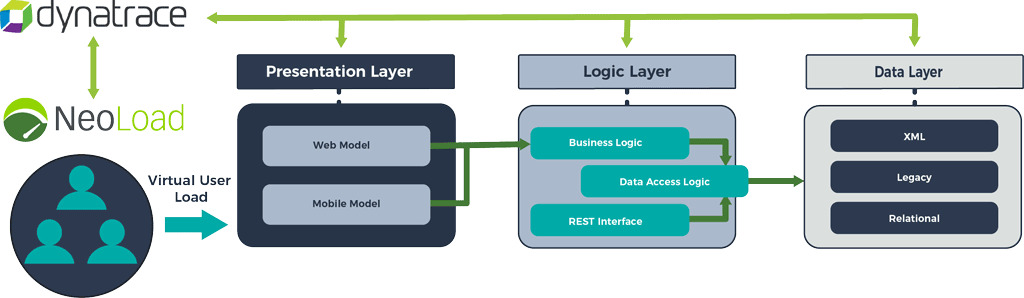 dynatrace
NeoLoad
Virtual User
Load
Presentation Layer
Web Model
Mobile Model
Logic Layer
Business Logic
Data Access Logic
REST Interface
Data Layer
XML
Legacy
Relational